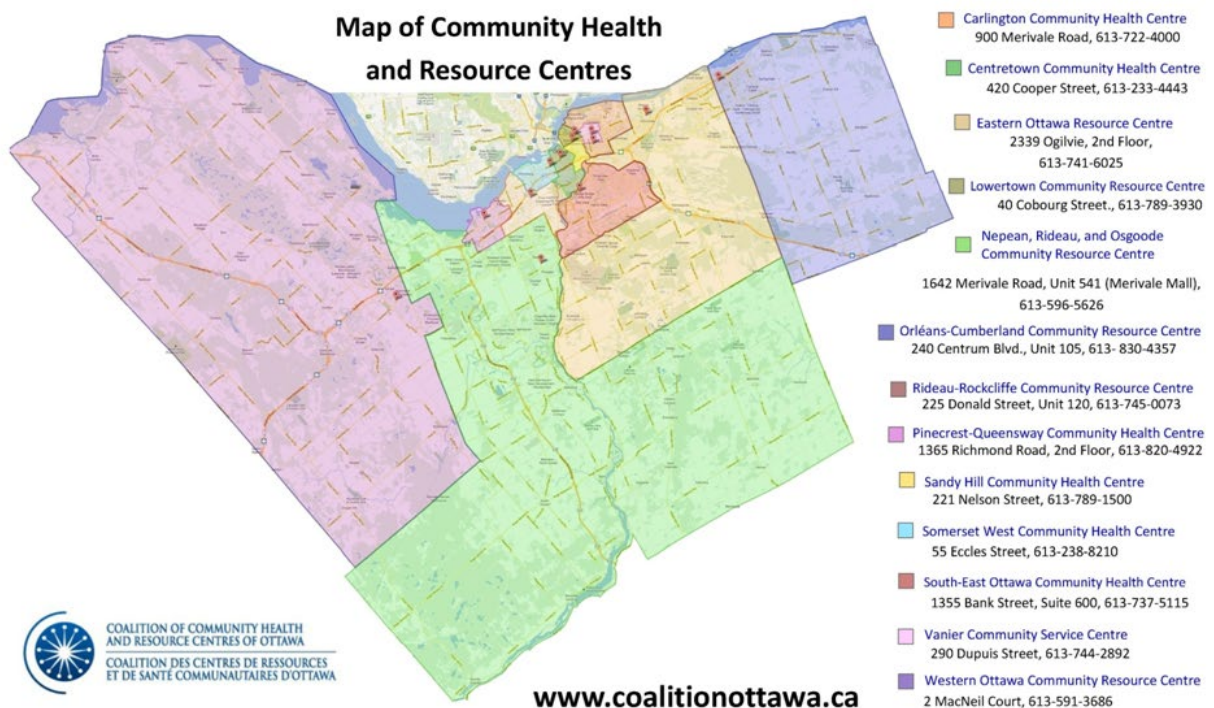 Map of Community Health
and Resource Centres
Carlington Community Health Centre
900 Merivale Road, 613-722-4000
Centretown Community Health Centre
420 Cooper Street, 613-233-4443
Eastern Ottawa Resource Centre
2339 Ogilvie, 2nd Floor,
613-741-6025
Lowertown Community Resource Centre
40 Cobourg Street., 613-789-3930
Nepean, Rideau, and Osgoode
Community Resource Centre
1642 Merivale Road, Unit 541 (Merivale Mall),
613-596-5626
Orléans-Cumberland Community Resource Centre
240 Centrum Blvd., Unit 105, 613- 830-4357
Rideau-Rockcliffe Community Resource Centre
225 Donald Street, Unit 120, 613-745-0073
Pinecrest-Queensway Community Health Centre
1365 Richmond Road, 2nd Floor, 613-820-4922
Sandy Hill Community Health Centre
221 Nelson Street, 613-789-1500
Somerset West Community Health Centre
55 Eccles Street, 613-238-8210
South-East Ottawa Community Health Centre
1355 Bank Street, Suite 600, 613-737-5115
Vanier Community Service Centre
290 Dupuis Street, 613-744-2892
Western Ottawa Community Resource Centre
2 MacNeil Court, 613-591-3686
COALITION OF COMMUNITY HEALTH
AND RESOURCE CENTRES OF OTTAWA
COALITION DES CENTRES DE RESSOURCES
ET DE SANTÉ COMMUNAUTAIRES D'OTTAWA
www.coalitionottawa.ca